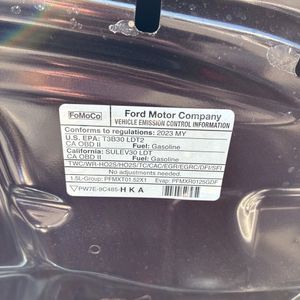 FoMoCo
Ford Motor Company
VEHICLE EMISSION CONTROL INFORMATION
Conforms to regulations: 2023 MY
U.S. EPA: T3B30 LDT2
CA OBD II Fuel: Gasoline
California: SULEV30 LDT
CA OBD II Fuel: Gasoline
TWC/WR-HO2S/HO2S/TC/CAC/EGR/EGRC/DFI/SFI
No adjustments needed.
1.5L-Group: PFMXT01.52X1 Evap: PFMXR0125GDF
PW7E-9C485-HKA